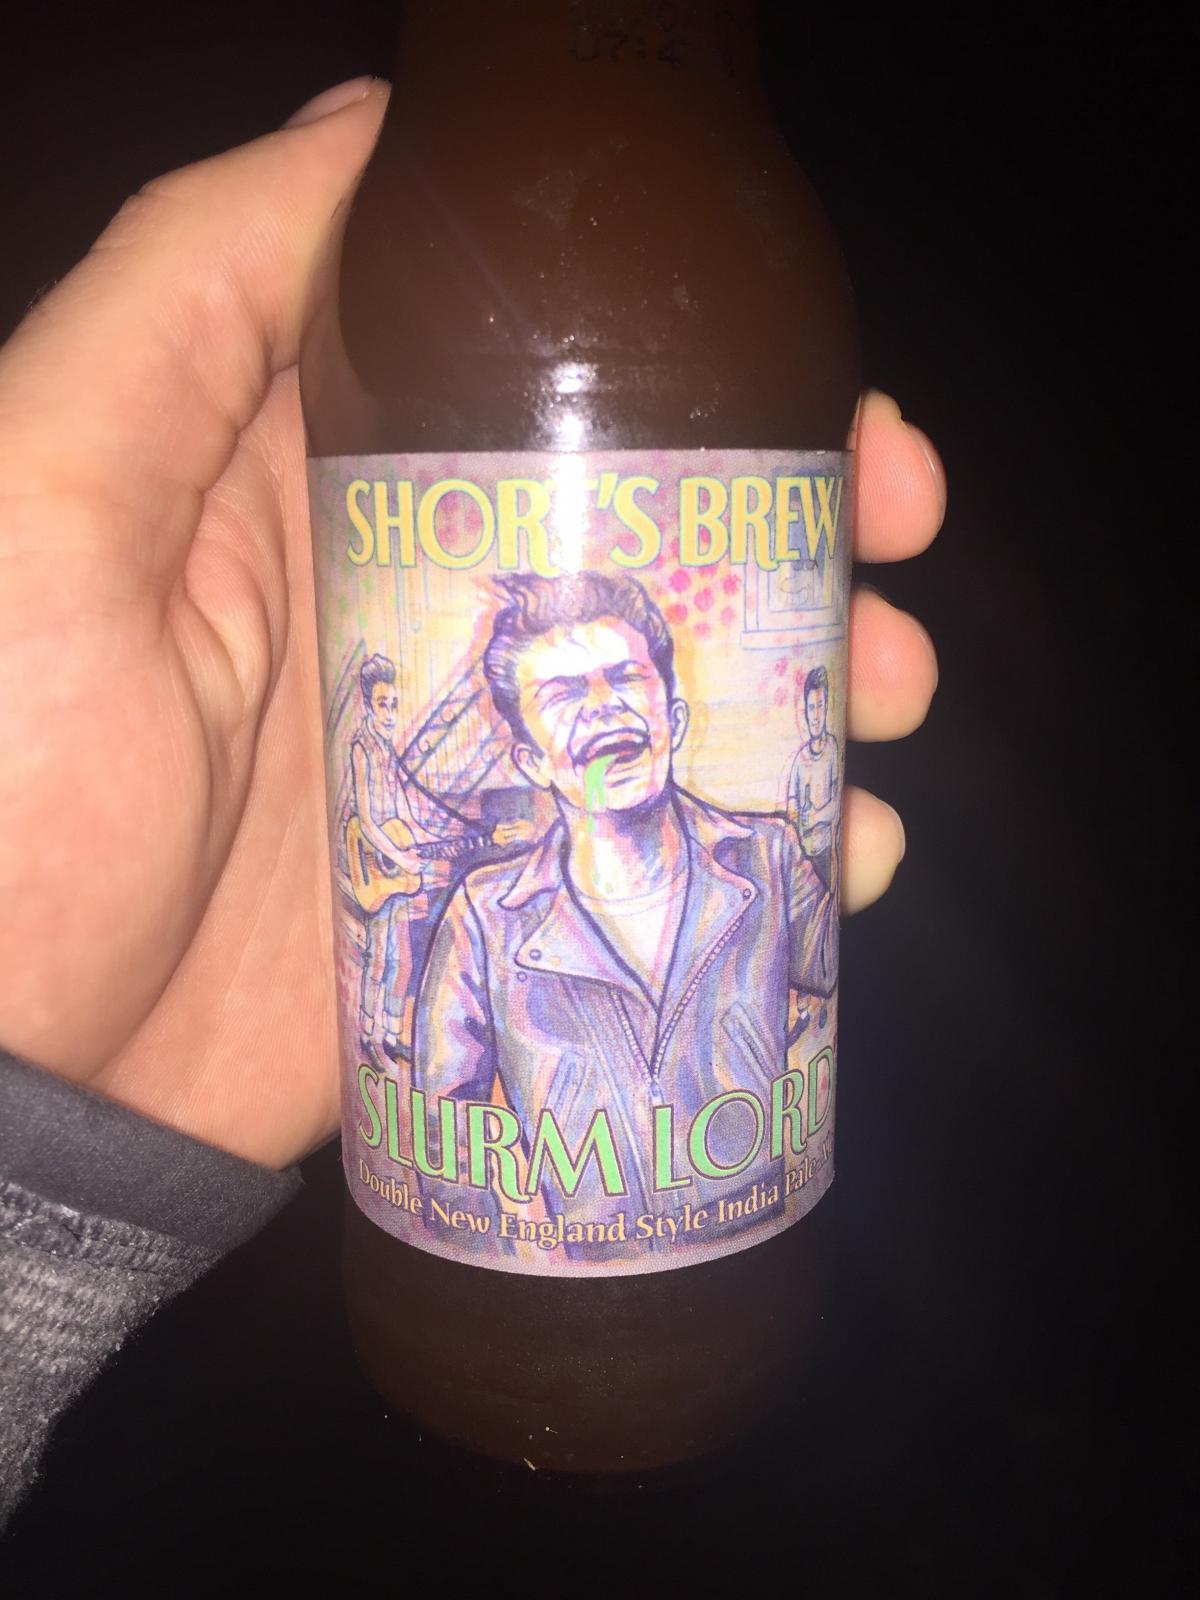 SHORT'S BREW
SLURM LORD
Double New England Style India Pale